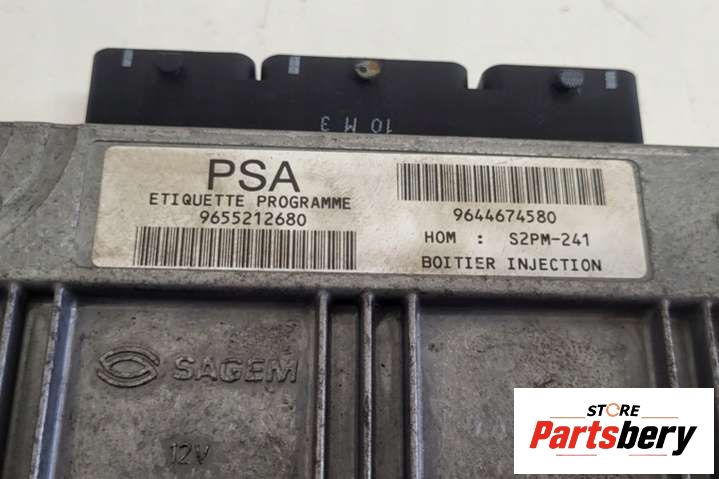 10 M 3
PSA
ETIQUETTE PROGRAMME
9655212680
9644674580
HOM : S2PM-241
BOITIER INJECTION
SAGEM
12V
STORE
Partsbery